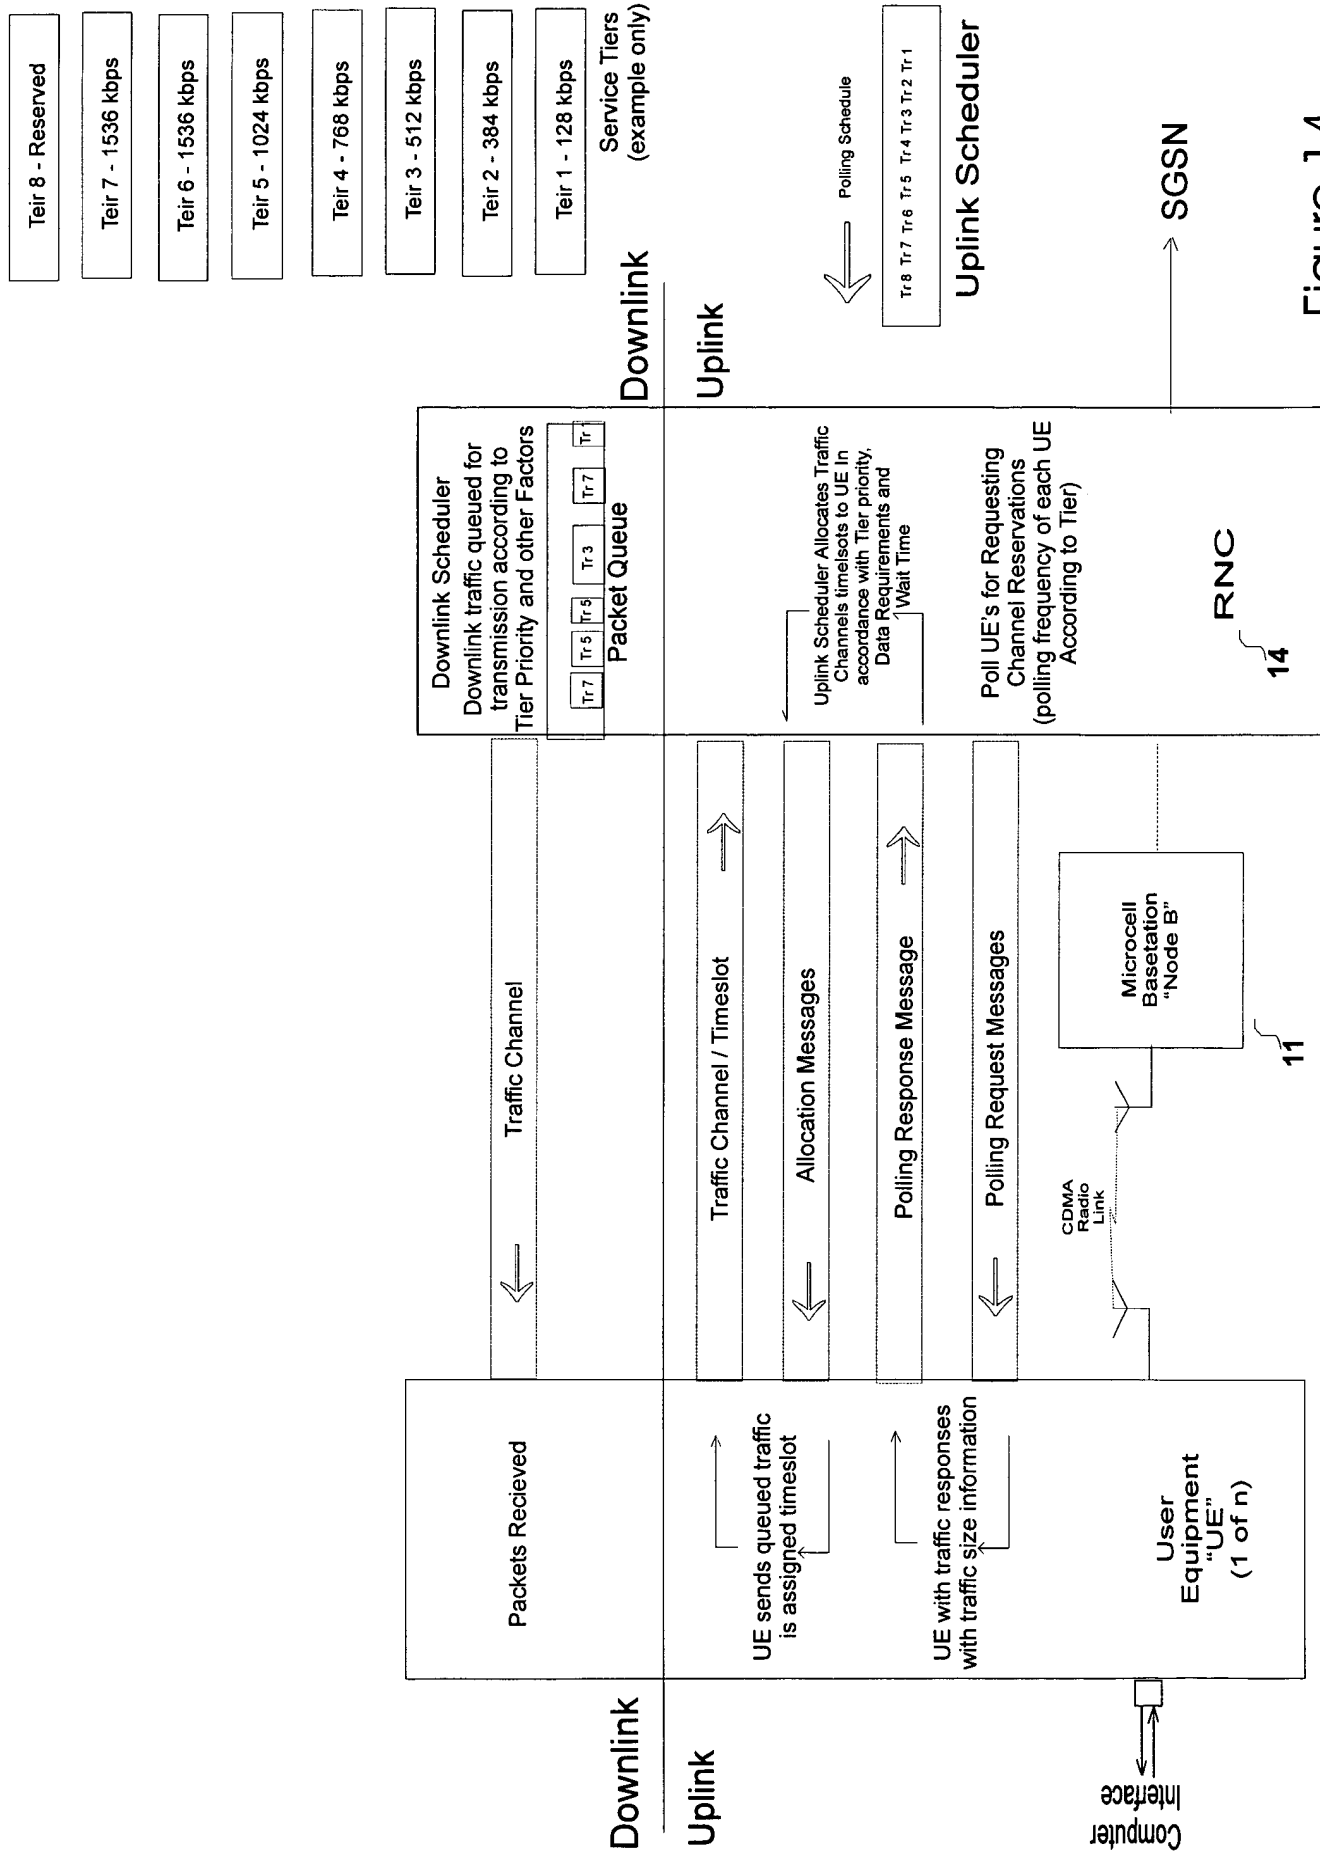 Teir 8 - Reserved
Teir 7 - 1536 kbps
Teir 6 - 1536 kbps
Teir 5 - 1024 kbps
Teir 4 - 768 kbps
Teir 3 - 512 kbps
Teir 2 - 384 kbps
Teir 1 - 128 kbps
Service Tiers
(example only)
Downlink
Uplink
Packets Recieved
Traffic Channel
Downlink Scheduler
Downlink traffic queued for
transmission according to
Tier Priority and other Factors
Tr 7
Tr 5
Tr 5
Tr 3
Tr 7
Tr 1
Packet Queue
Downlink
Uplink
UE sends queued traffic
is assigned timeslot
Traffic Channel / Timeslot
Allocation Messages
Uplink Scheduler Allocates Traffic
Channels timelsots to UE In
accordance with Tier priority,
Data Requirements and
Wait Time
Polling Schedule
Tr 8 Tr 7 Tr 6 Tr 5 Tr 4 Tr 3 Tr 2 Tr 1
Uplink Scheduler
UE with traffic responses
with traffic size information
Polling Response Message
Polling Request Messages
Poll UE's for Requesting
Channel Reservations
(polling frequency of each UE
According to Tier)
Computer
Interface
User
Equipment
"UE"
(1 of n)
CDMA
Radio
Link
Microcell
Basetation
"Node B"
11
RNC
14
SGSN
Figure 14